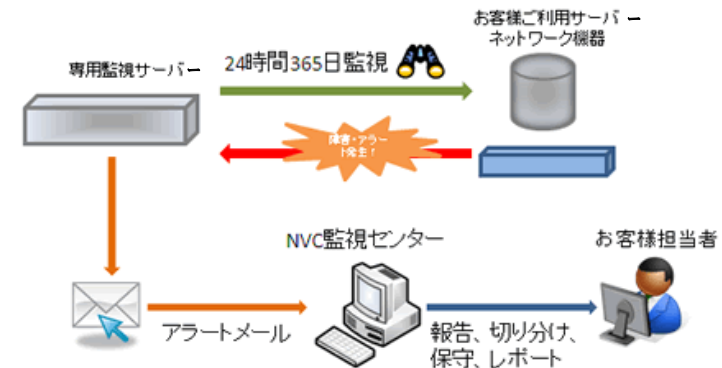 お客様ご利用サーバー
ネットワーク機器
専用監視サーバー
24時間365日監視
障害・アラー
ト発生！
NVC監視センター
お客様担当者
アラートメール
報告、切り分け、
保守、レポート